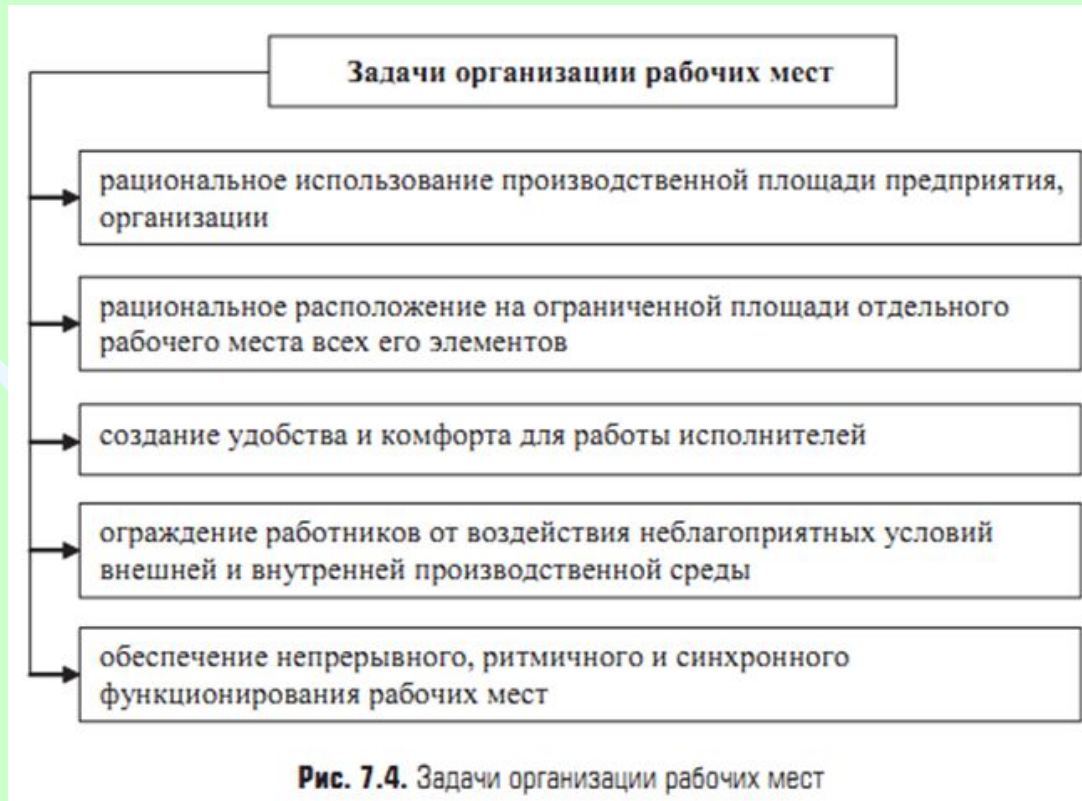 Задачи организации рабочих мест
рациональное использование производственной площади предприятия,
организации
рациональное расположение на ограниченной площади отдельного
рабочего места всех его элементов
создание удобства и комфорта для работы исполнителей
ограждение работников от воздействия неблагоприятных условий
внешней и внутренней производственной среды
обеспечение непрерывного, ритмичного и синхронного
функционирования рабочих мест
Рис. 7.4. Задачи организации рабочих мест